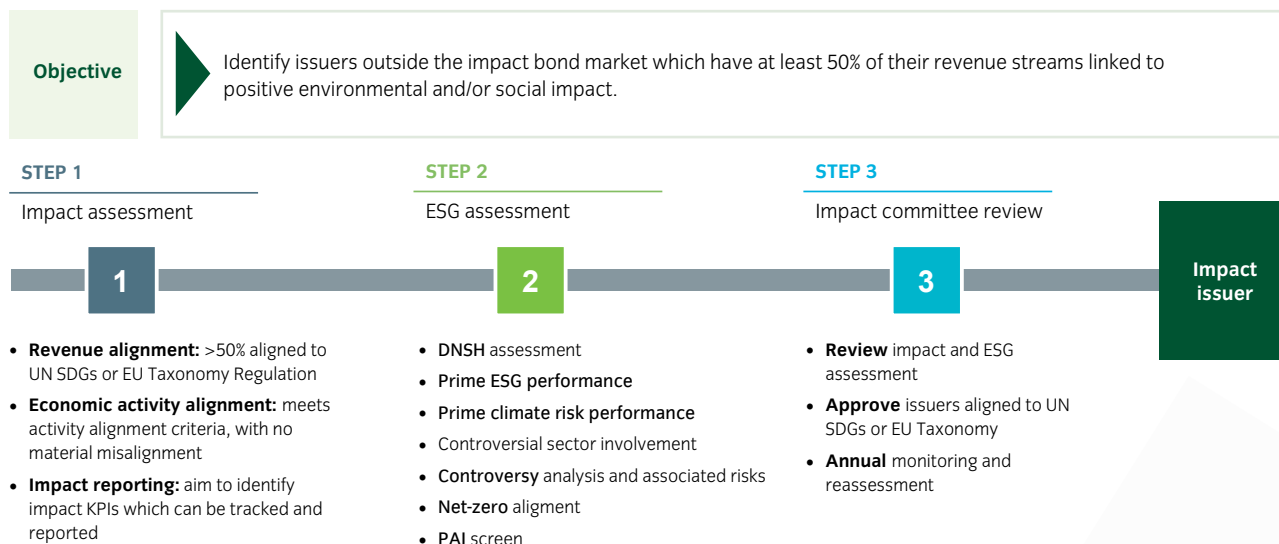 Objective
Identify issuers outside the impact bond market which have at least 50% of their revenue streams linked to
positive environmental and/or social impact.
STEP 1
Impact assessment
1
• Revenue alignment: >50% aligned to
UN SDGs or EU Taxonomy Regulation
• Economic activity alignment: meets
activity alignment criteria, with no
material misalignment
• Impact reporting: aim to identify
impact KPIs which can be tracked and
reported
STEP 2
ESG assessment
2
• DNSH assessment
• Prime ESG performance
• Prime climate risk performance
• Controversial sector involvement
• Controversy analysis and associated risks
• Net-zero aligment
• PAI screen
STEP 3
Impact committee review
3
• Review impact and ESG
assessment
• Approve issuers aligned to UN
SDGs or EU Taxonomy
• Annual monitoring and
reassessment
Impact
issuer